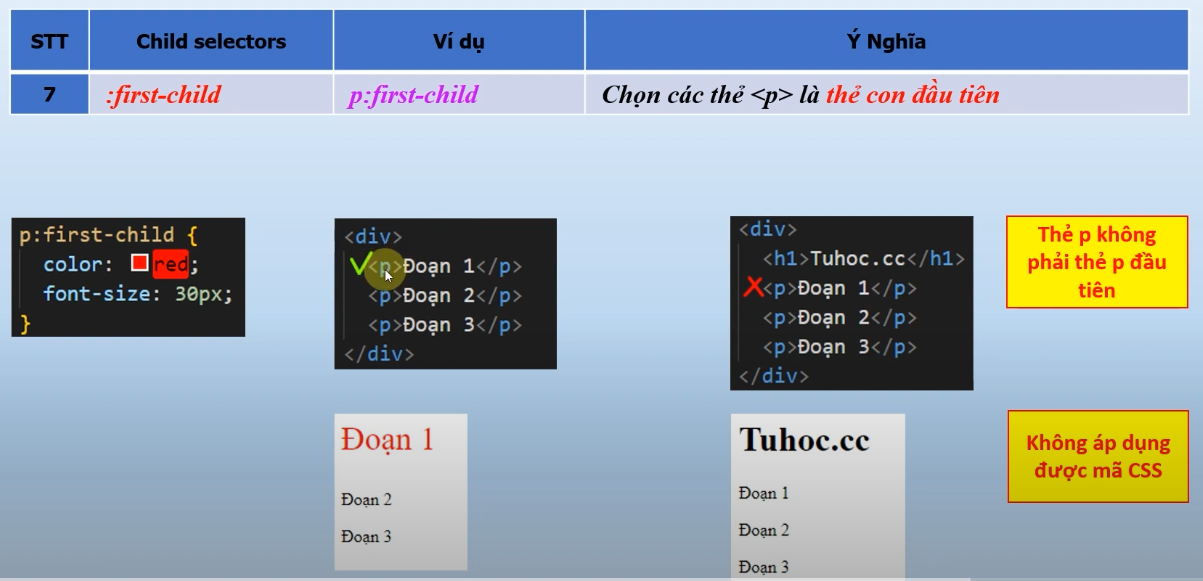 STT Child selectors Ví dụ Ý Nghĩa
7 :first-child p:first-child Chọn các thẻ <p> là thẻ con đầu tiên
p:first-child {
color: red;
font-size: 30px;
}
<div>
<p>Đoạn 1</p>
<p>Đoạn 2</p>
<p>Đoạn 3</p>
</div>
<div>
<h1>Tuhoc.cc</h1>
<p>Đoạn 1</p>
<p>Đoạn 2</p>
<p>Đoạn 3</p>
</div>
Thẻ p không
phải thẻ p đầu
tiên
Đoạn 1
Đoạn 2
Đoạn 3
Tuhoc.cc
Đoạn 1
Đoạn 2
Đoạn 3
Không áp dụng
được mã CSS